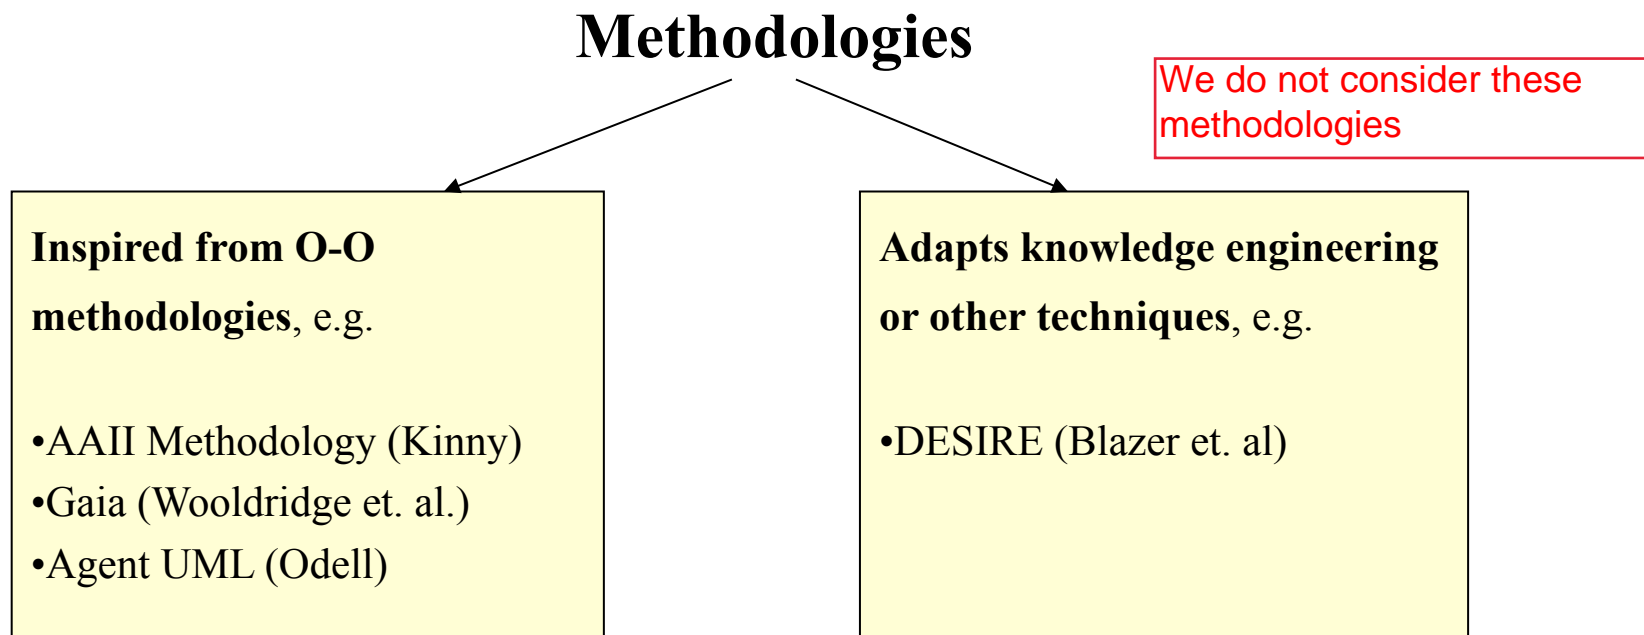 Methodologies
We do not consider these
methodologies
Inspired from O-O
methodologies, e.g.
•AAII Methodology (Kinny)
•Gaia (Wooldridge et. al.)
•Agent UML (Odell)
Adapts knowledge engineering
or other techniques, e.g.
•DESIRE (Blazer et. al)